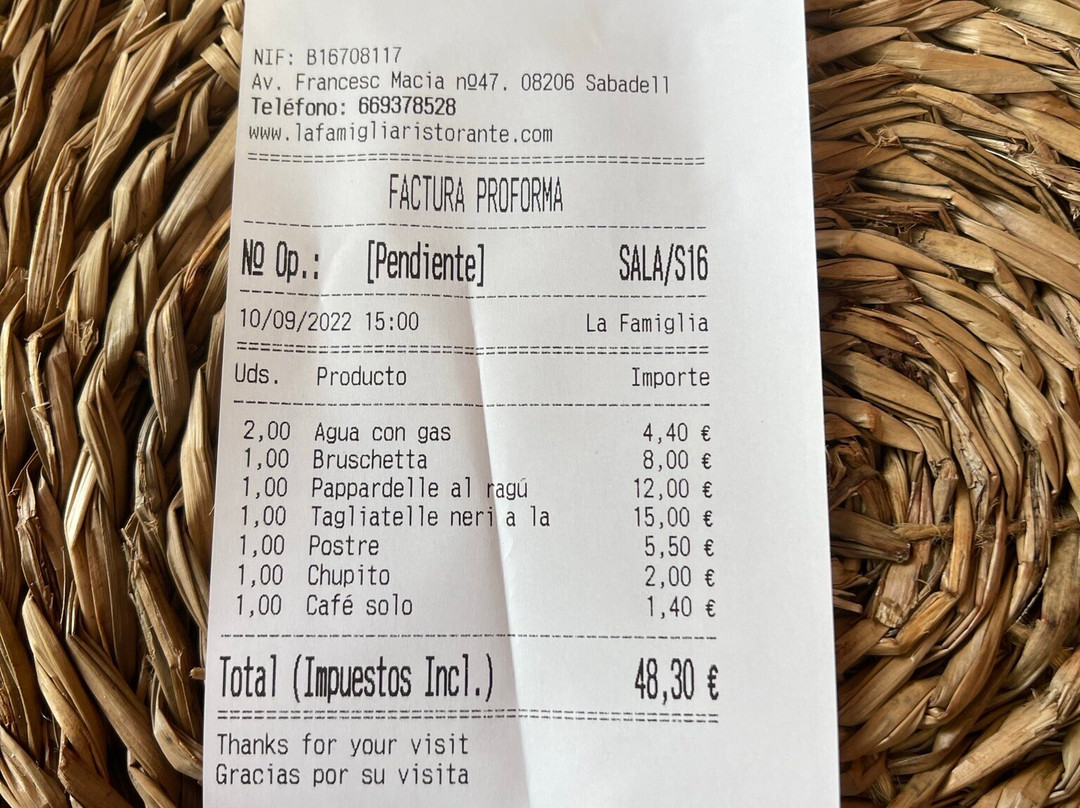 NIF: B16708117
Av. Francesc Macia nº47. 08206 Sabadell
Teléfono: 669378528
www.lafamigliaristorante.com
FACTURA PROFORMA
Nº Op.: [Pendiente] SALA/S16
10/09/2022 15:00 La Famiglia
Uds. Producto Importe
2,00 Agua con gas 4,40 €
1,00 Bruschetta 8,00 €
1,00 Pappardelle al ragú 12,00 €
1,00 Tagliatelle neri a la 15,00 €
1,00 Postre 5,50 €
1,00 Chupito 2,00 €
1,00 Café solo 1,40 €
Total (Impuestos Incl.) 48,30 €
Thanks for your visit
Gracias por su visita